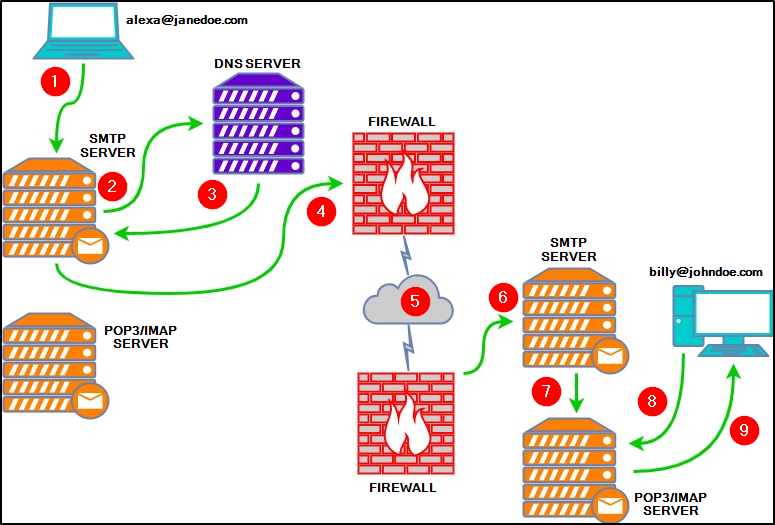 alexa@janedoe.com
1
DNS SERVER
FIREWALL
SMTP
SERVER
2
3
4
SMTP
SERVER
billy@johndoe.com
5
6
POP3/IMAP
SERVER
7
8
9
FIREWALL
POP3/IMAP
SERVER